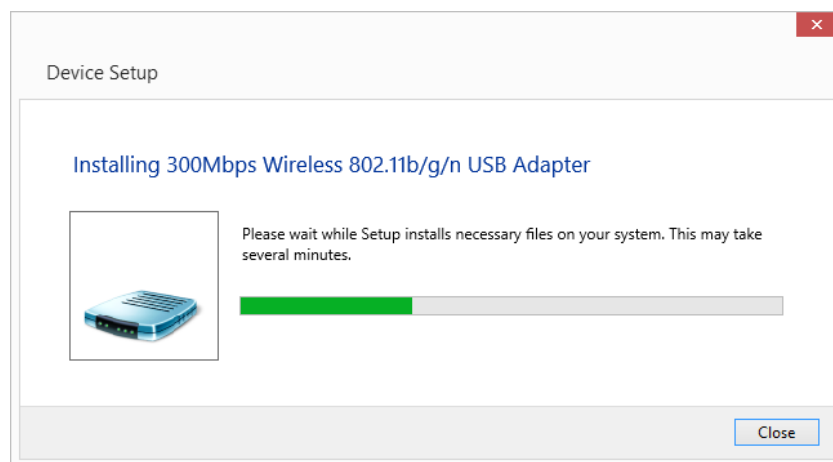 Device Setup
Installing 300Mbps Wireless 802.11b/g/n USB Adapter
Please wait while Setup installs necessary files on your system. This may take
several minutes.
Close